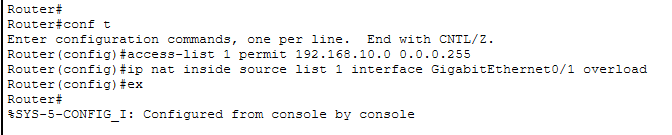 Router#
Router#conf t
Enter configuration commands, one per line.  End with CNTL/Z.
Router(config)#access-list 1 permit 192.168.10.0 0.0.0.255
Router(config)#ip nat inside source list 1 interface GigabitEthernet0/1 overload
Router(config)#ex
Router#
%SYS-5-CONFIG_I: Configured from console by console